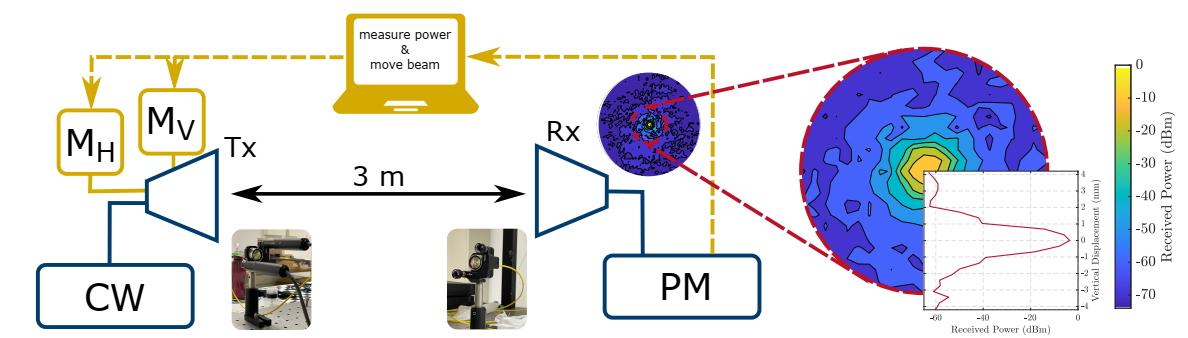 measure power
&
move beam
M_H
M_V
Tx
Rx
3 m
CW
PM
4
3
2
1
0
-1
-2
-3
-4
Vertical Displacement (mm)
-60
-40
-20
0
Received Power (dBm)
0
-10
-20
-30
-40
-50
-60
-70
Received Power (dBm)